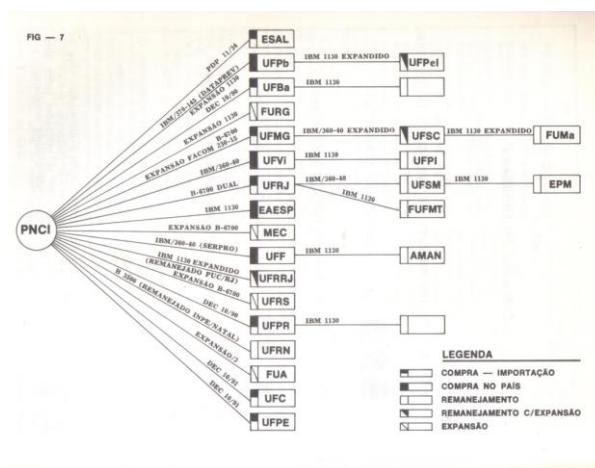 FIG — 7
PNCI
PDP 11/34
ESAL
IBM/370-145 (DATAPREV)
UFPb
IBM 1130 EXPANDIDO
UFPel
EXPANSÃO 1130
DEC 10/90
UFBa
IBM 1130
EXPANSÃO 1130
FURG
B-6700
UFMG
IBM/360-40 EXPANDIDO
UFSC
IBM 1130 EXPANDIDO
FUMa
EXPANSÃO FACOM 230-15
IBM/360-40
UFVi
IBM 1130
UFPI
B-6700 DUAL
UFRJ
IBM/360-40
UFSM
IBM 1130
EPM
IBM 1130
FUFMT
IBM 1130
EAESP
EXPANSÃO B-6700
MEC
IBM/360-40 (SERPRO)
UFF
IBM 1130
AMAN
IBM 1130 EXPANDIDO
(REMANEJADO PUC/RJ)
UFRRJ
EXPANSÃO B-6700
UFRS
DEC 10/90
UFPR
IBM 1130
B 3500 (REMANEJADO INPE/NATAL)
UFRN
EXPANSÃO/3
FUA
DEC 10/91
UFC
DEC 10/91
UFPE
LEGENDA
COMPRA — IMPORTAÇÃO
COMPRA NO PAÍS
REMANEJAMENTO
REMANEJAMENTO C/EXPANSÃO
EXPANSÃO